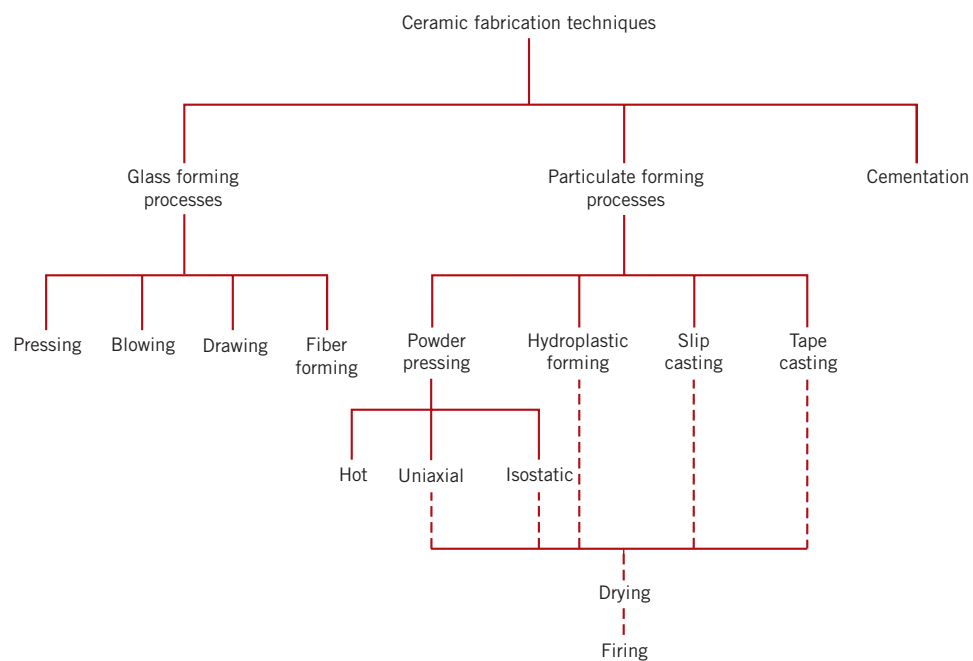 Ceramic fabrication techniques
Glass forming
processes
Particulate forming
processes
Cementation
Pressing
Blowing
Drawing
Fiber
forming
Powder
pressing
Hydroplastic
forming
Slip
casting
Tape
casting
Hot
Uniaxial
Isostatic
Drying
Firing